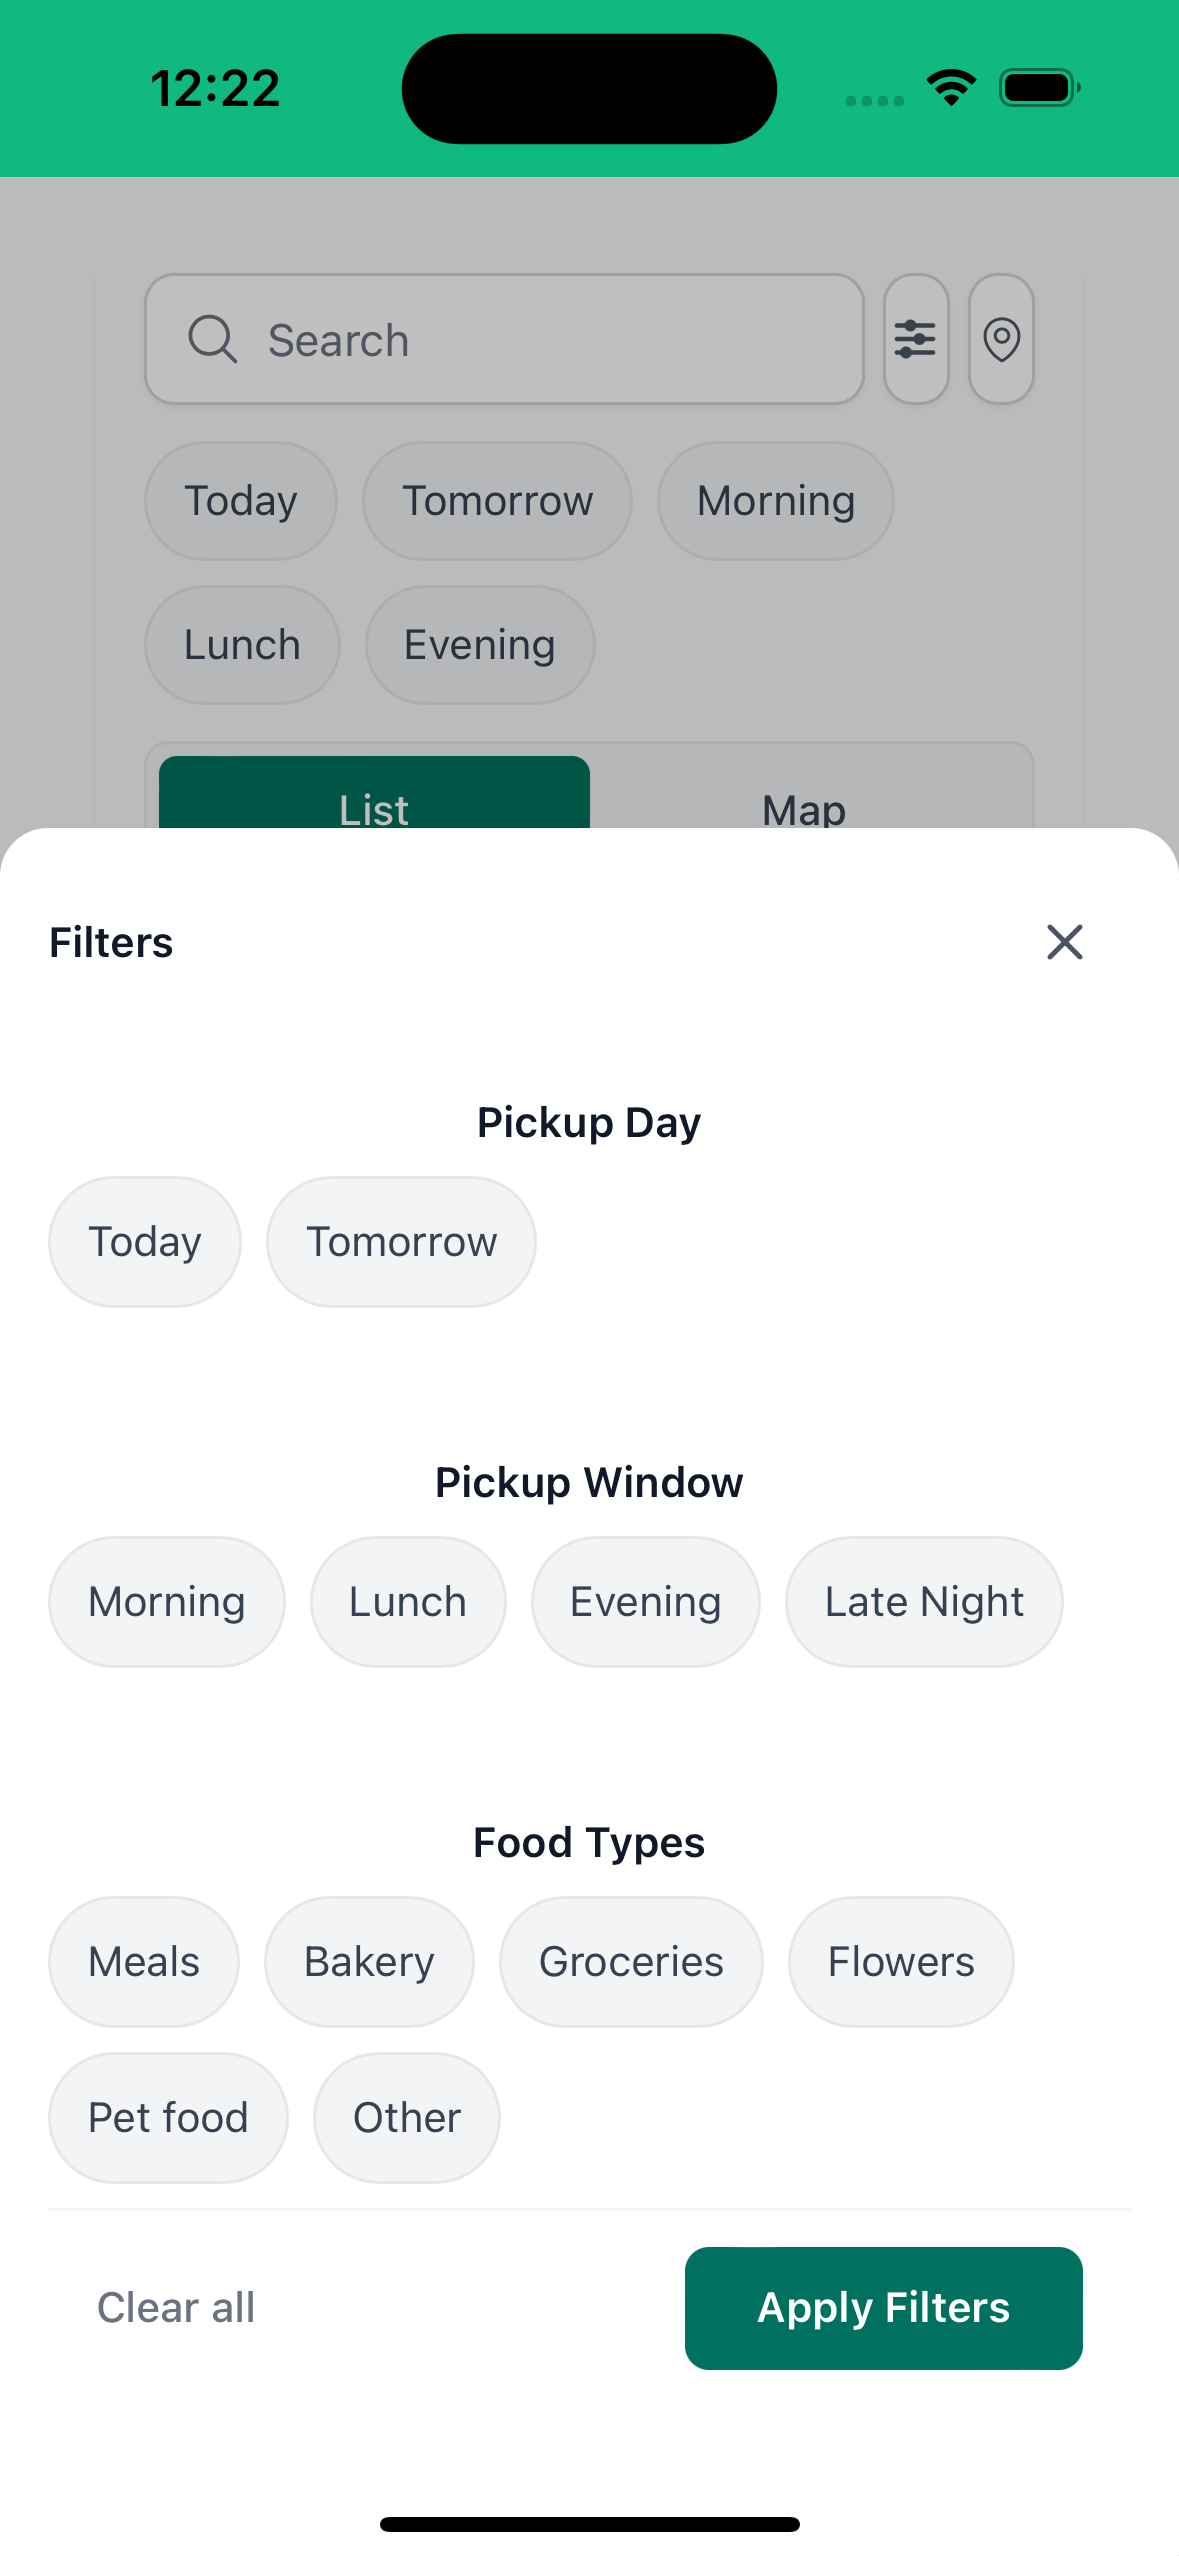 12:22
Search
Today Tomorrow Morning
Lunch Evening
List Map
Filters
Pickup Day
Today Tomorrow
Pickup Window
Morning Lunch Evening Late Night
Food Types
Meals Bakery Groceries Flowers
Pet food Other
Clear all Apply Filters